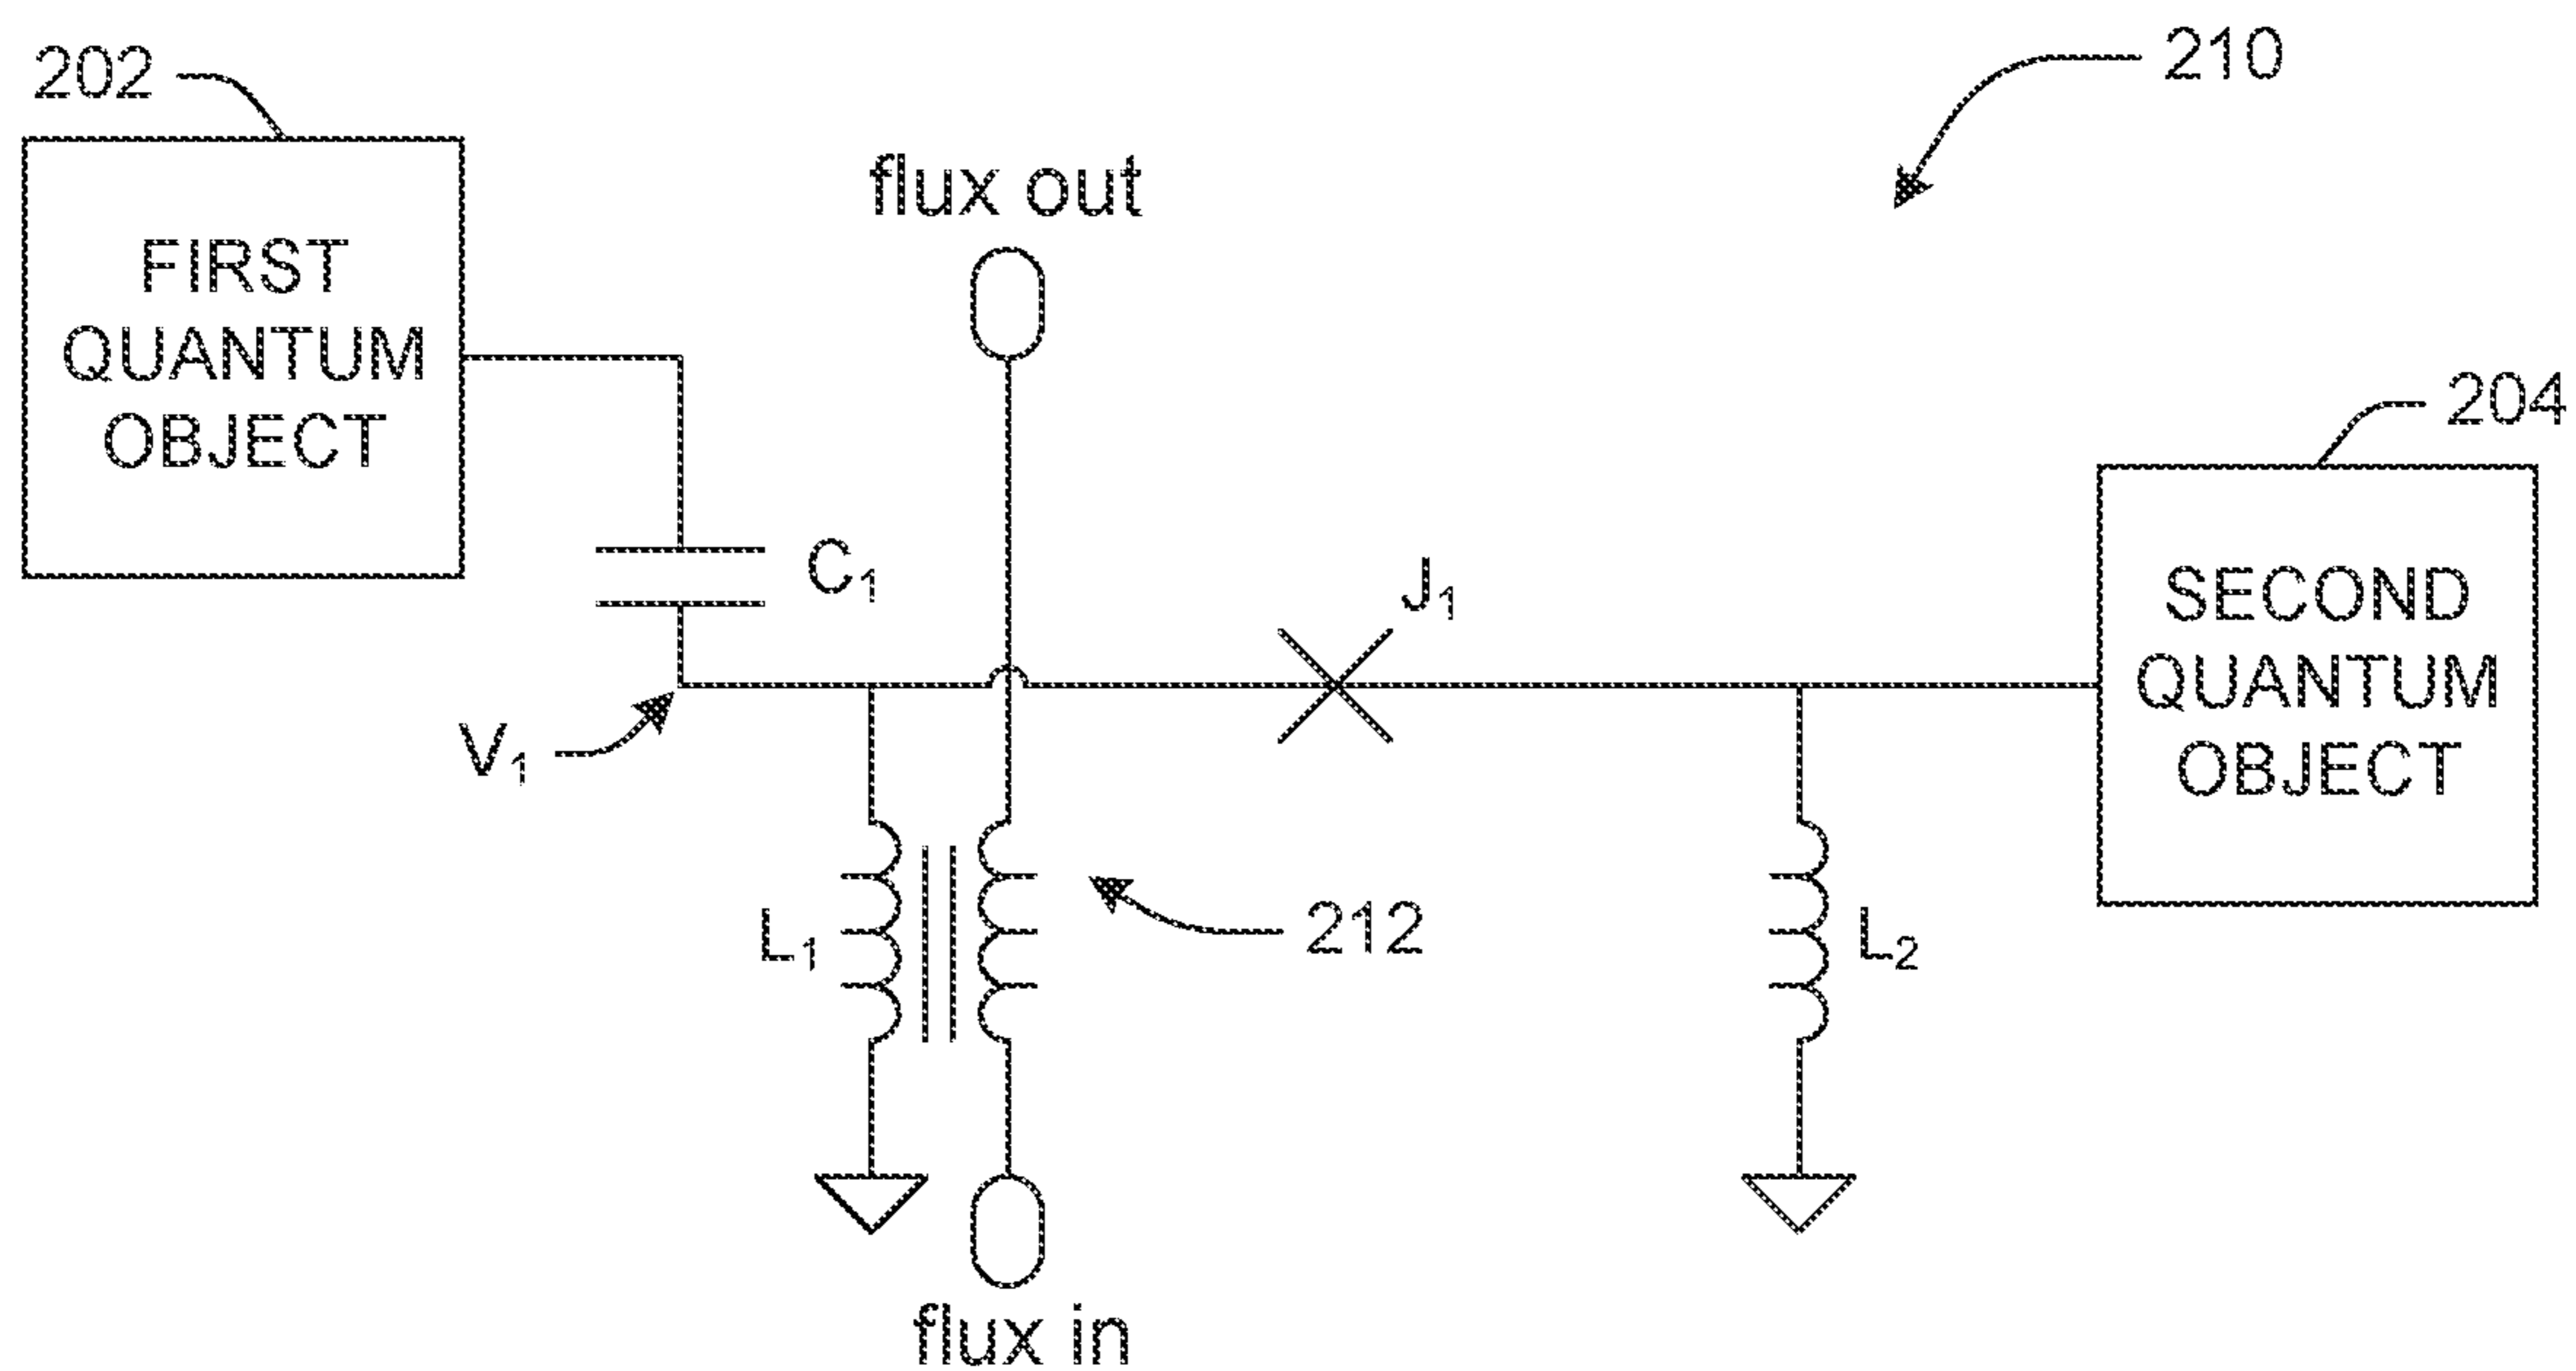 202
210
flux out
FIRST
QUANTUM
OBJECT
204
C₁
J₁
SECOND
QUANTUM
OBJECT
V₁
L₁
212
L₂
flux in